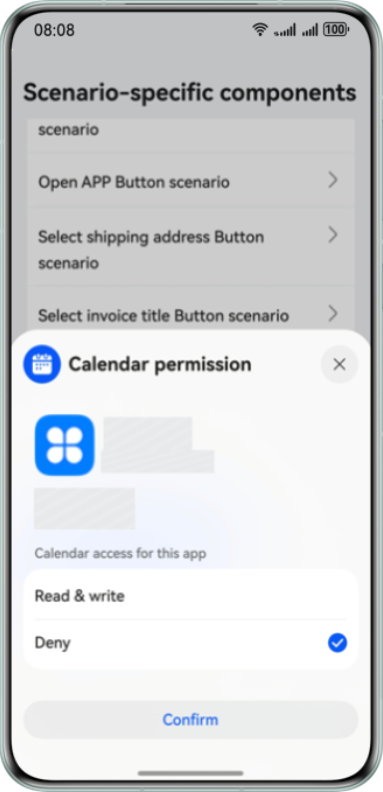 08:08
100
Scenario-specific components
scenario
Open APP Button scenario
Select shipping address Button
scenario
Select invoice title Button scenario
Calendar permission
Calendar access for this app
Read & write
Deny
Confirm